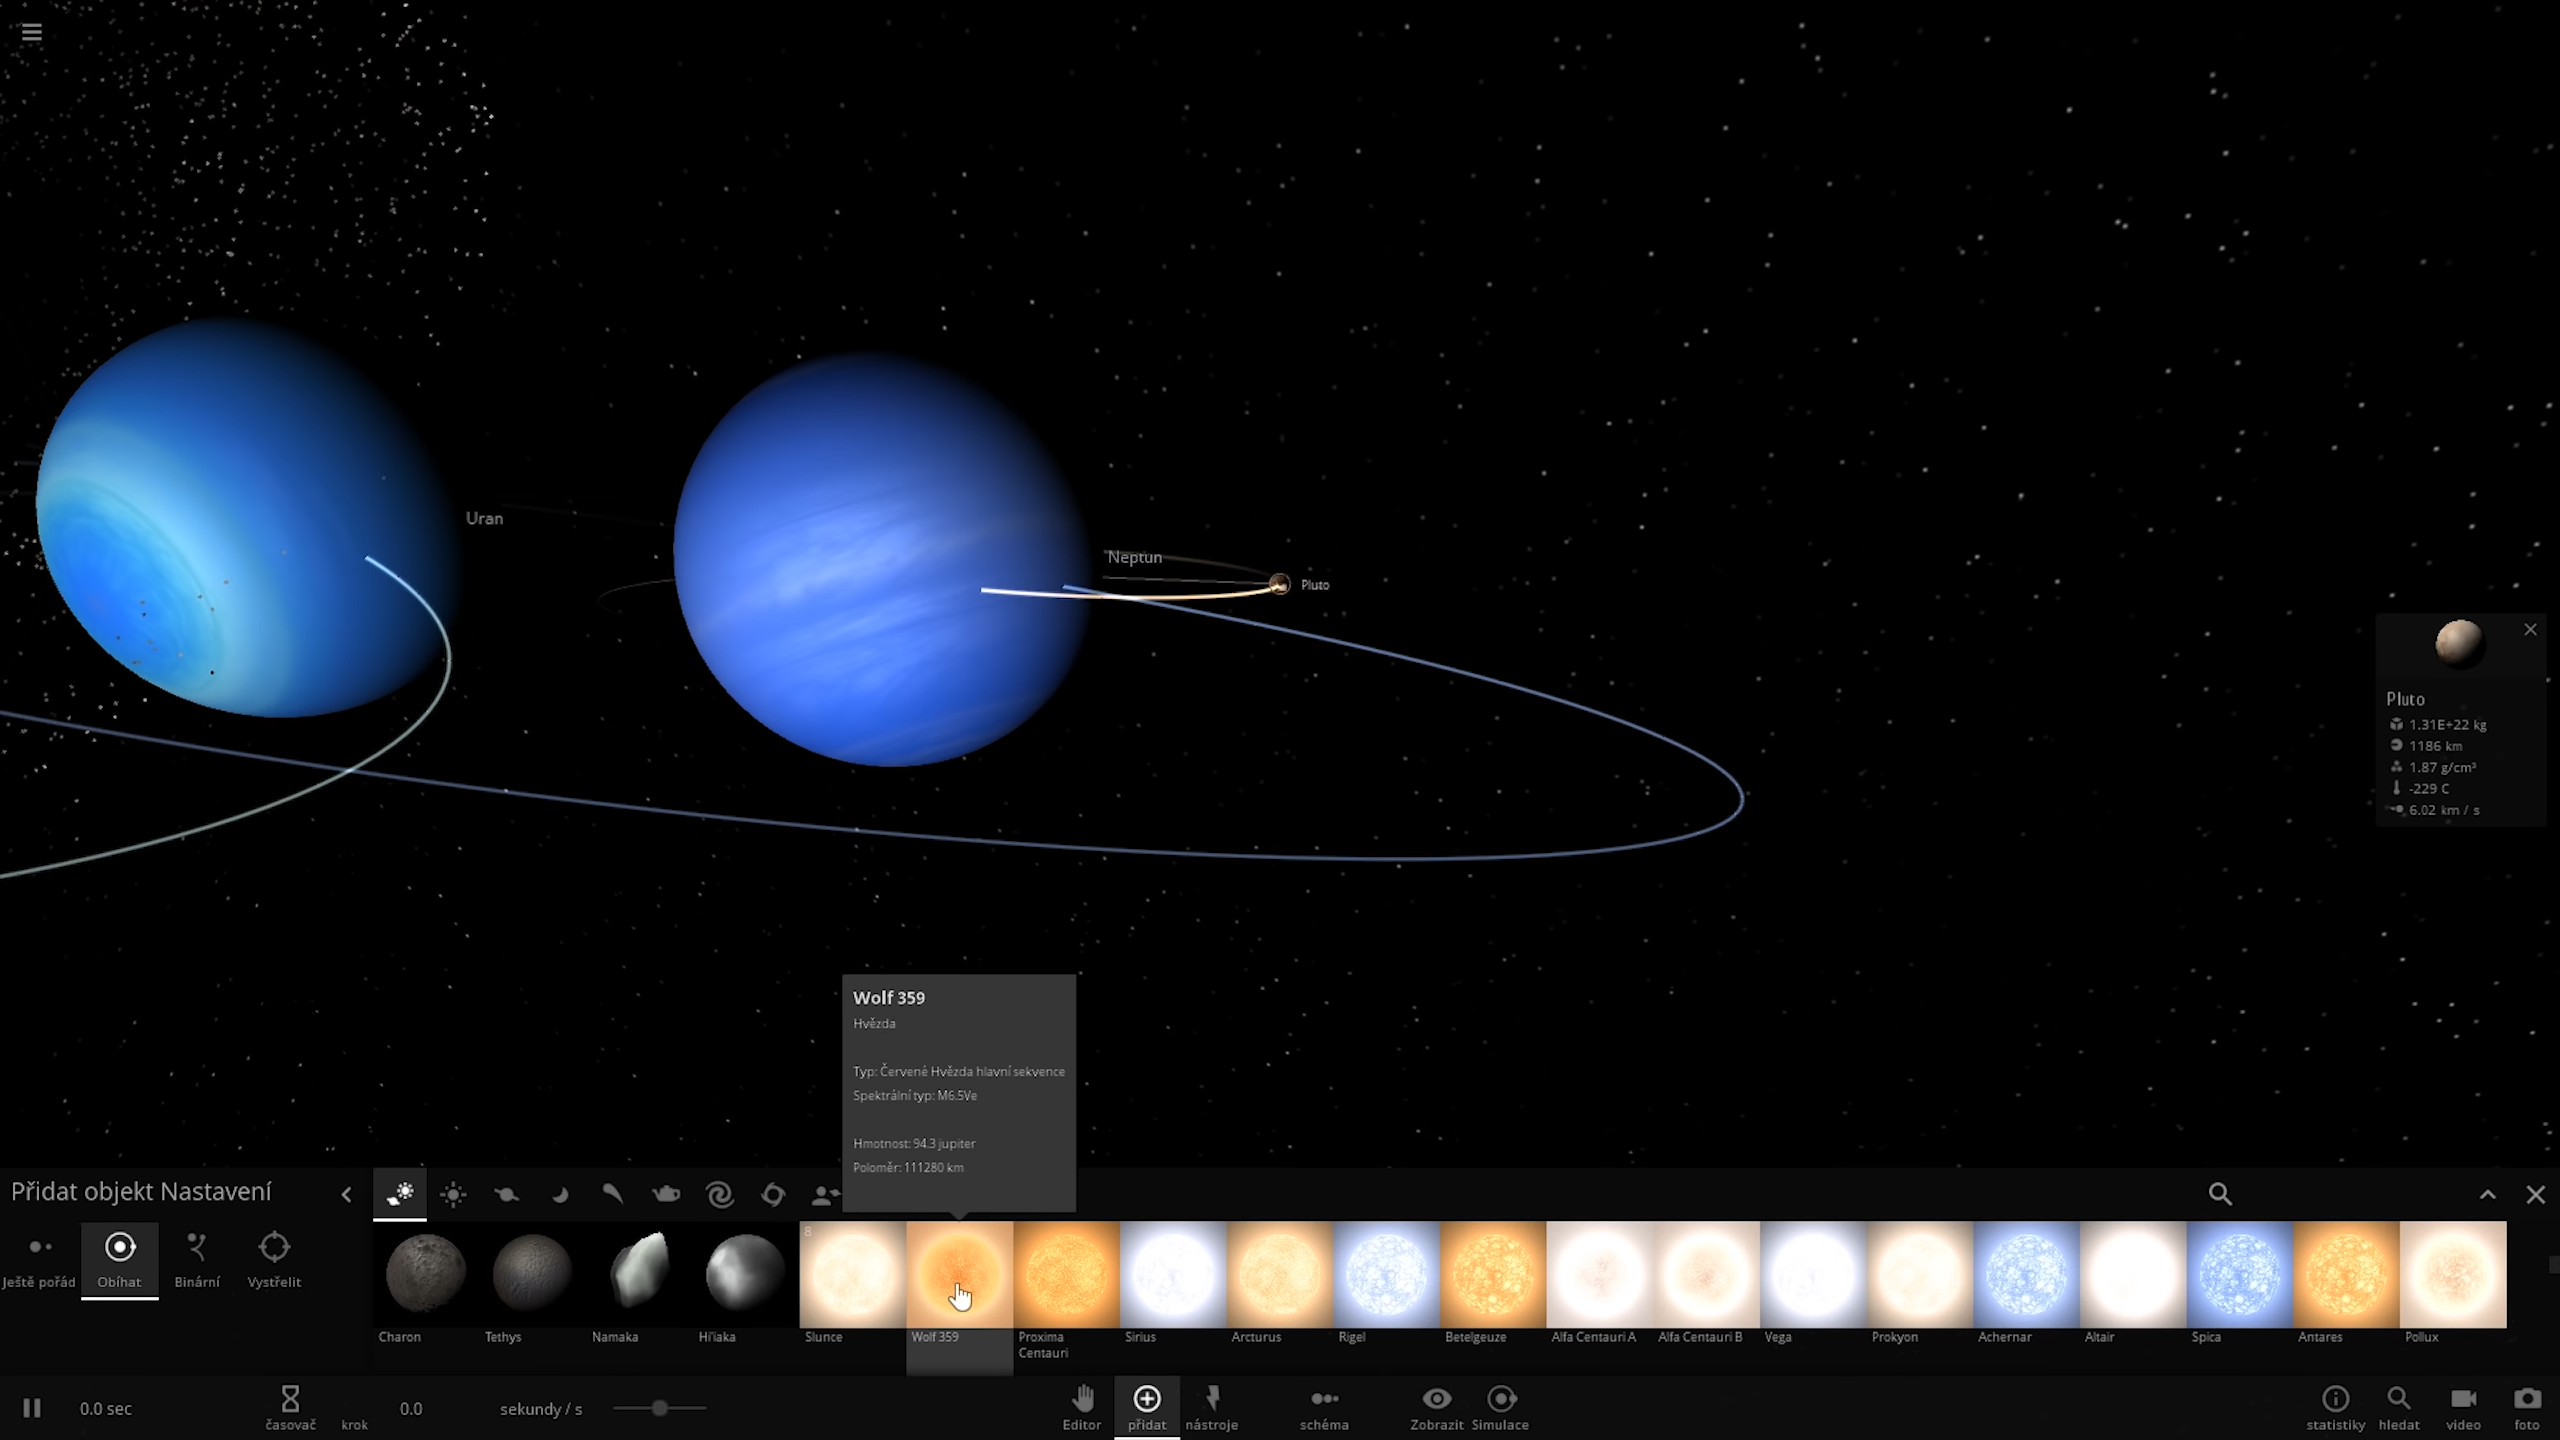 Uran
Neptun
Pluto
Pluto
1.31E+22 kg
1186 km
1.87 g/cm³
-229 C
6.02 km / s
Wolf 359
Hvězda
Typ: Červené Hvězda hlavní sekvence
Spektrální typ: M6.5Ve
Hmotnost: 94.3 jupiter
Poloměr: 111280 km
Přidat objekt Nastavení
Ještě pořád
Obíhat
Binární
Vystřelit
8
Charon
Tethys
Namaka
Hi'iaka
Slunce
Wolf 359
Proxima
Centauri
Sirius
Arcturus
Rigel
Betelgeuze
Alfa Centauri A
Alfa Centauri B
Vega
Prokyon
Achernar
Altair
Spica
Antares
Pollux
0.0 sec
časovač
krok
0.0
sekundy / s
Editor
přidat
nástroje
schéma
Zobrazit
Simulace
statistiky
hledat
video
foto